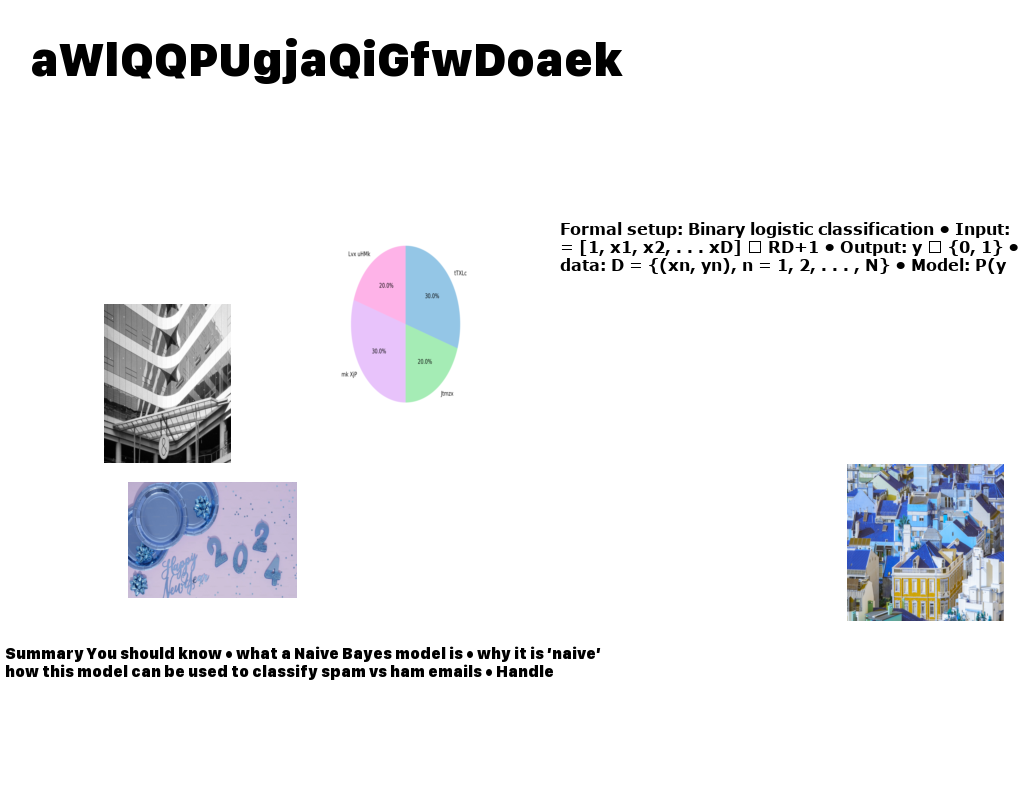 aWlQQPUgjaQiGfwDoaek
Formal setup: Binary logistic classification • Input:
= [1, x1, x2, . . . xD] □ RD+1 • Output: y □ {0, 1} •
data: D = {(xn, yn), n = 1, 2, . . . , N} • Model: P(y
Lvx uHMk
20.0%
tTXLc
30.0%
30.0%
20.0%
mk XjP
Jtmzx
2024
Happy
New Year
Summary You should know • what a Naive Bayes model is • why it is ’naive’
how this model can be used to classify spam vs ham emails • Handle